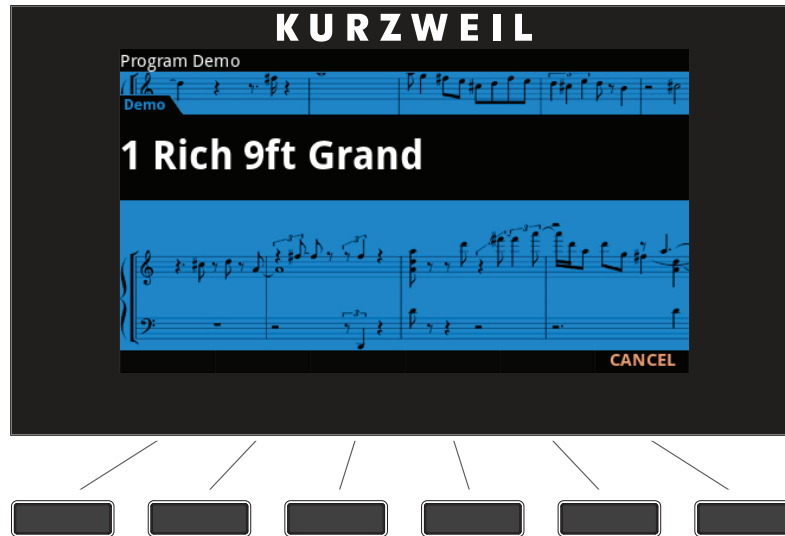 KURZWEIL
Program Demo
Demo
1 Rich 9ft Grand
CANCEL